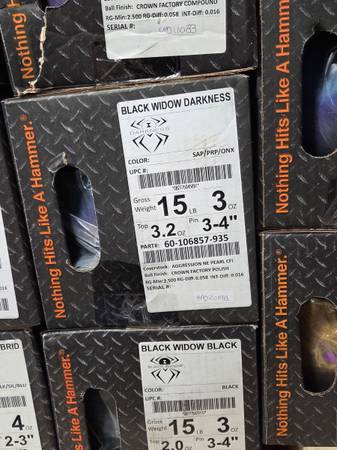 Ball Finish: CROWN FACTORY COMPOUND
RG-Min:2.500 RG-Diff:0.058 INT-Diff:0.016
SERIAL #:
Nothing
Nothing Hits Like A Hammer.®
BLACK WIDOW DARKNESS
DARKNESS
COLOR: SAP/PRP/ONX
UPC #:
Gross Weight 15 LB 3 OZ
Top 3.2 OZ Pin 3-4"
PART#: 60-106857-935
Coverstock: AGGRESSION NE PEARL CFI
Ball Finish: CROWN FACTORY POLISH
RG-Min:2.500 RG-Diff:0.058 INT-Diff:0.016
SERIAL #:
Nothing Hits Like A Hammer.
Nothing Hits Like A Hammer.®
BRID
4 OZ
2-3"
Nothing Hits Like A Hammer.®
BLACK WIDOW BLACK
COLOR: BLACK
UPC #:
Gross Weight 15 LB 3 OZ
Top 2.0 OZ Pin 3-4"